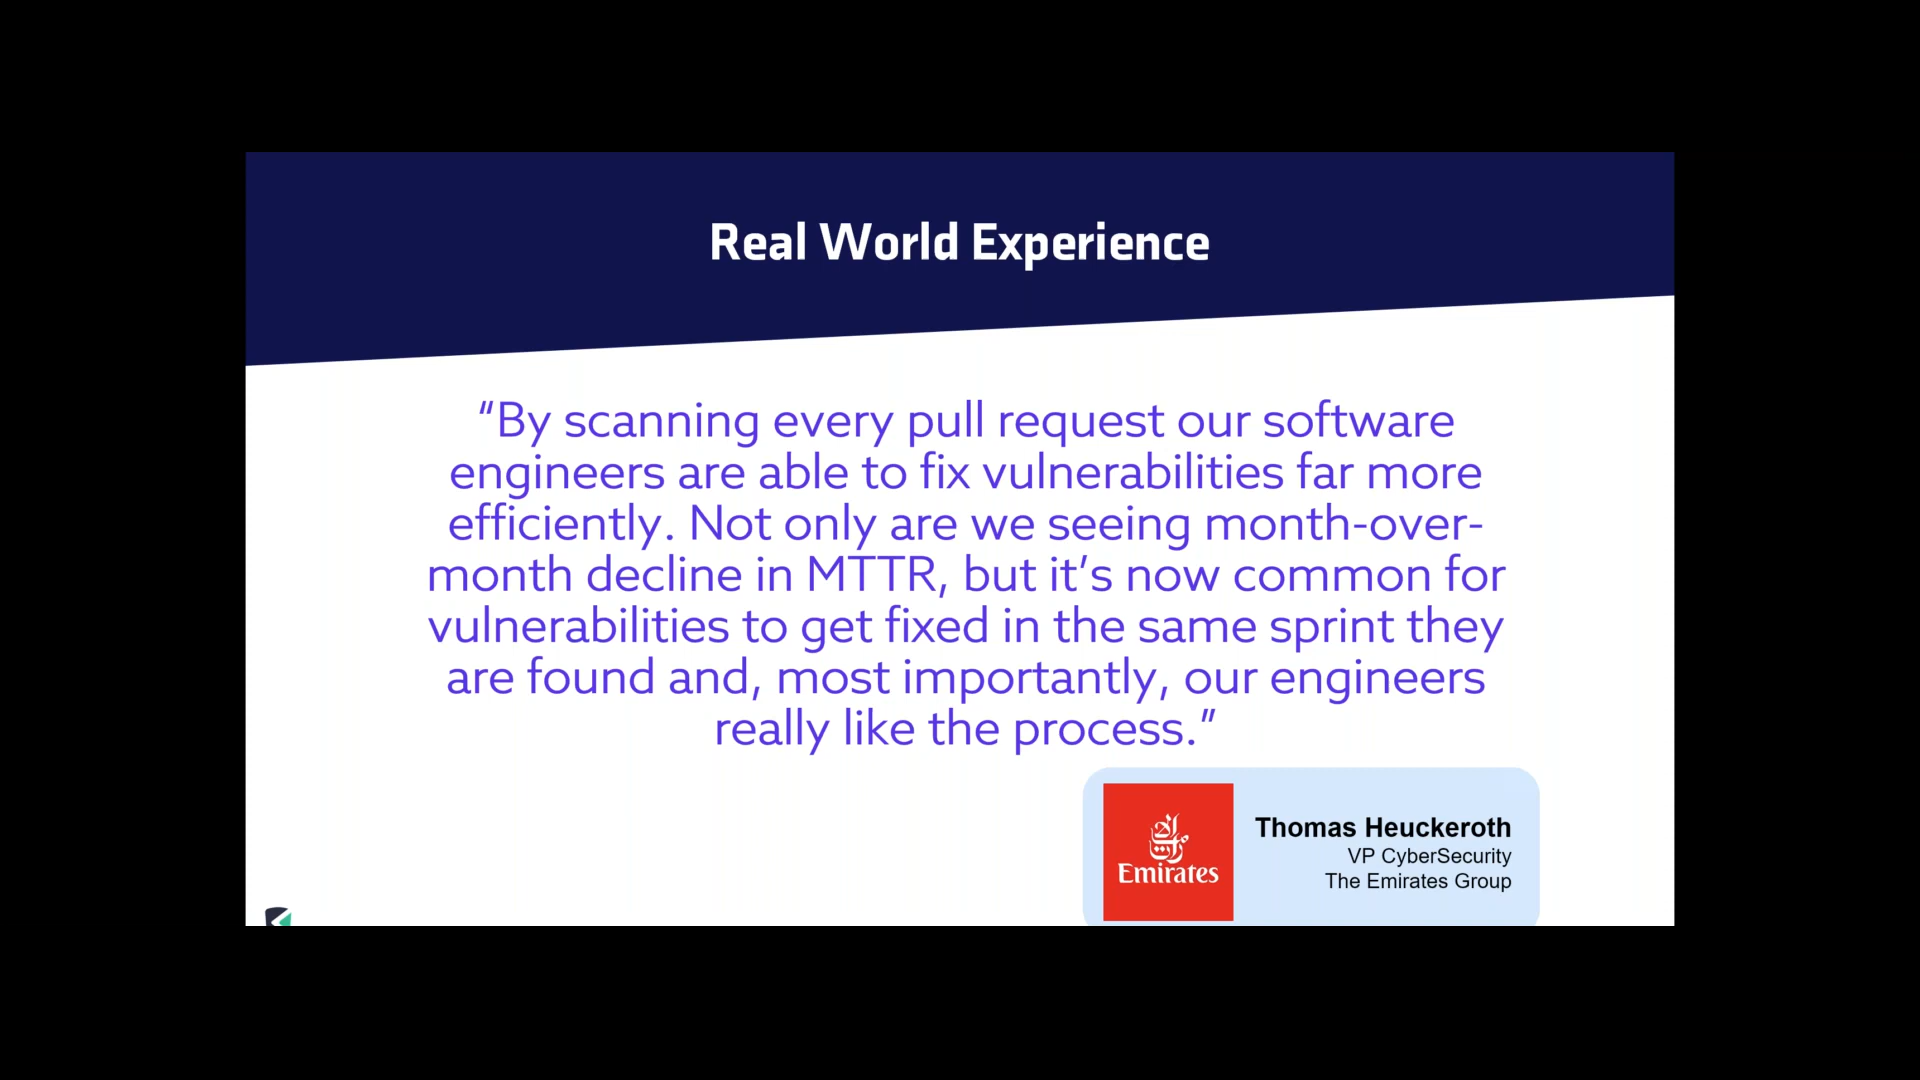 Real World Experience
“By scanning every pull request our software
engineers are able to fix vulnerabilities far more
efficiently. Not only are we seeing month-over-
month decline in MTTR, but it’s now common for
vulnerabilities to get fixed in the same sprint they
are found and, most importantly, our engineers
really like the process.”
Emirates
Thomas Heuckeroth
VP CyberSecurity
The Emirates Group